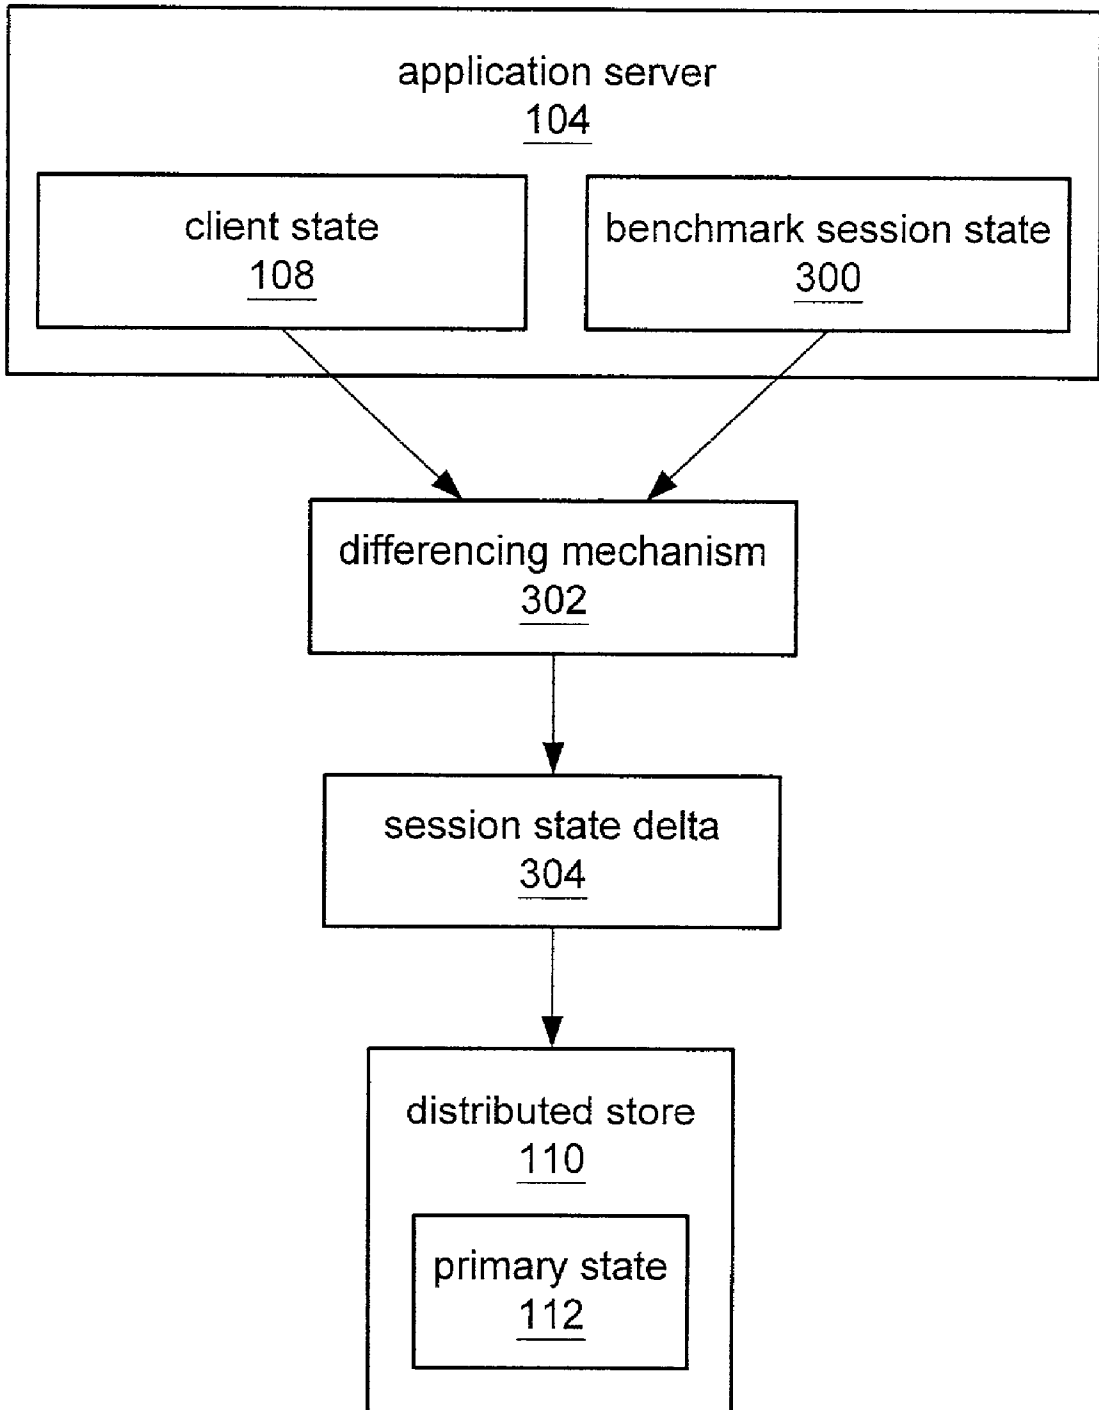 application server
104
client state
108
benchmark session state
300
differencing mechanism
302
session state delta
304
distributed store
110
primary state
112